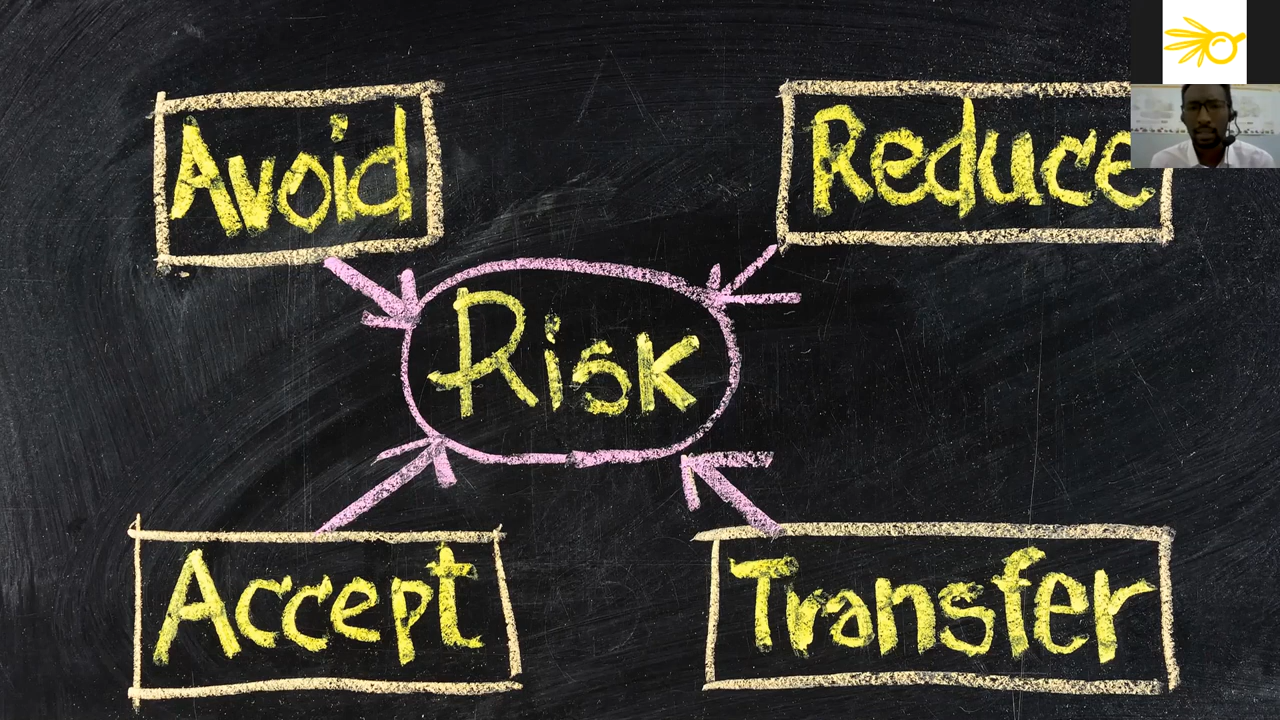 Avoid
Reduce
Risk
Accept
Transfer